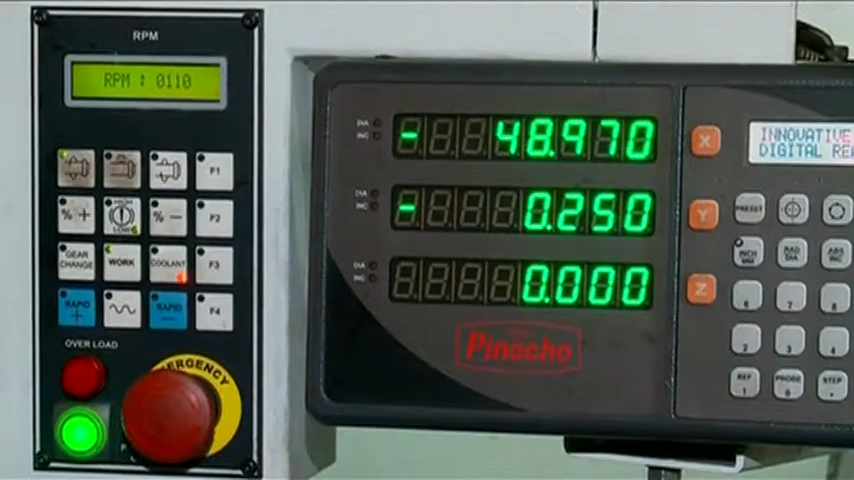 RPM
RPM : 0110
F1
% +
HIGH
LOW
% -
F2
GEAR
CHANGE
WORK
COOLANT
F3
RAPID
+
RAPID
-
F4
OVER LOAD
EMERGENCY
DIA
INC
- 48.970
DIA
INC
- 0.250
DIA
INC
0.000
Pinacho
X
Y
Z
INNOVATIVE
DIGITAL REA
PRESET
INCH
MM
RAD
DIA
ABS
INC
6
7
8
2
3
4
REF
1
PROBE
0
STEP